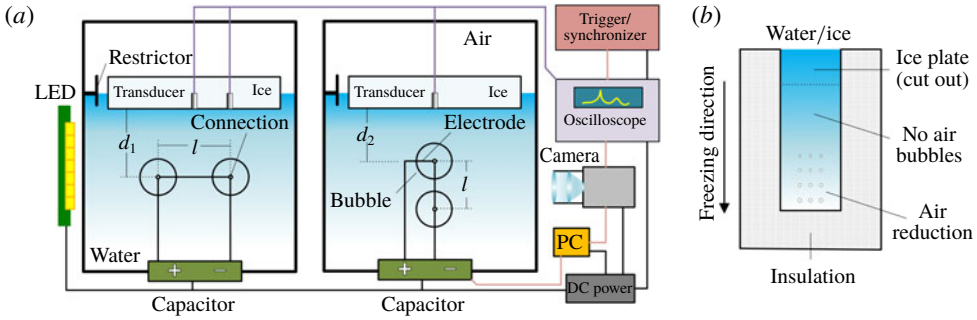 (a)
Restrictor
LED
Transducer
Ice
Connection
d1
l
Water
+ −
Capacitor
Air
Transducer
Ice
Electrode
d2
l
Bubble
+ −
Capacitor
Trigger/
synchronizer
Oscilloscope
Camera
PC
DC power
(b)
Water/ice
Ice plate
(cut out)
No air
bubbles
Air
reduction
Freezing direction
Insulation